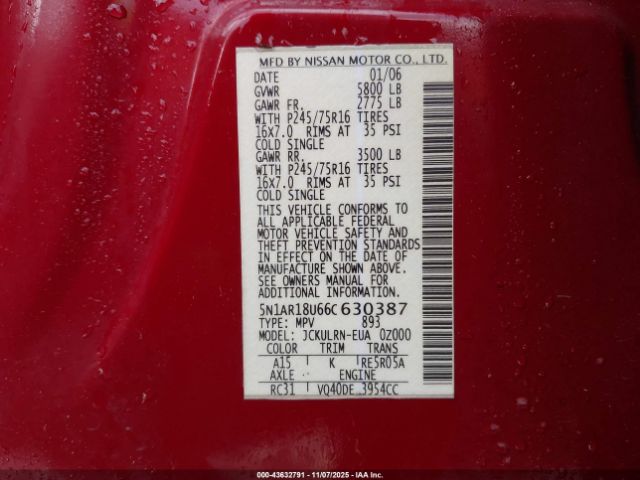 MFD BY NISSAN MOTOR CO., LTD.
DATE 01/06
GVWR 5800 LB
GAWR FR. 2775 LB
WITH P245/75R16 TIRES
16X7.0 RIMS AT 35 PSI
COLD SINGLE
GAWR RR. 3500 LB
WITH P245/75R16 TIRES
16X7.0 RIMS AT 35 PSI
COLD SINGLE
THIS VEHICLE CONFORMS TO
ALL APPLICABLE FEDERAL
MOTOR VEHICLE SAFETY AND
THEFT PREVENTION STANDARDS
IN EFFECT ON THE DATE OF
MANUFACTURE SHOWN ABOVE.
SEE OWNERS MANUAL FOR
ADDITIONAL INFORMATION
5N1AR18U66C630387
TYPE: MPV 893
MODEL: JCKULRN-EUA 0Z000
COLOR TRIM TRANS
A15 K RE5R05A
AXLE ENGINE
RC31 VQ40DE 3954CC
000-43632791 - 11/07/2025 - IAA Inc.